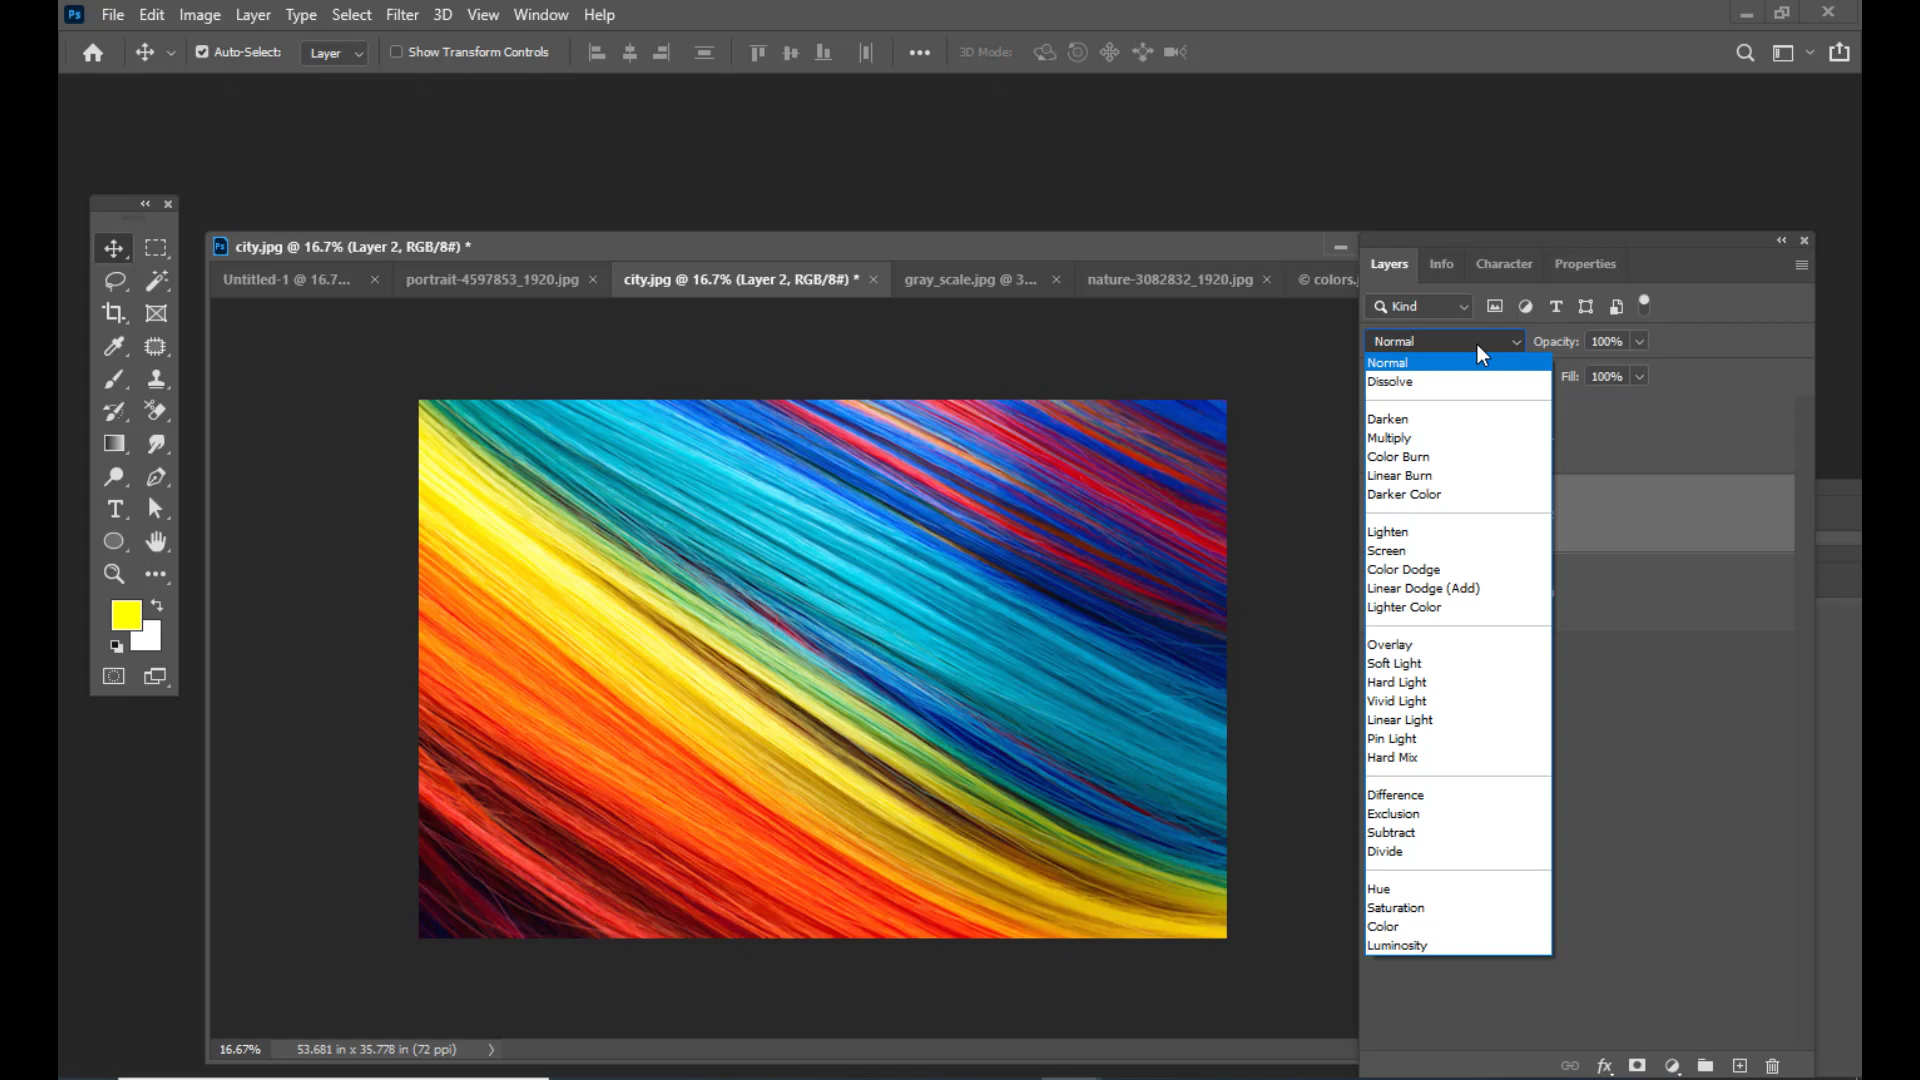 Ps File Edit Image Layer Type Select Filter 3D View Window Help
Auto-Select: Layer Show Transform Controls 3D Mode:
Ps city.jpg @ 16.7% (Layer 2, RGB/8#) *
Untitled-1 @ 16.7... portrait-4597853_1920.jpg city.jpg @ 16.7% (Layer 2, RGB/8#) * gray_scale.jpg @ 3... nature-3082832_1920.jpg © colors.j
Layers Info Character Properties
Kind
Normal Opacity: 100%
Fill: 100%
Normal
Dissolve
Darken
Multiply
Color Burn
Linear Burn
Darker Color
Lighten
Screen
Color Dodge
Linear Dodge (Add)
Lighter Color
Overlay
Soft Light
Hard Light
Vivid Light
Linear Light
Pin Light
Hard Mix
Difference
Exclusion
Subtract
Divide
Hue
Saturation
Color
Luminosity
16.67% 53.681 in x 35.778 in (72 ppi)
fx